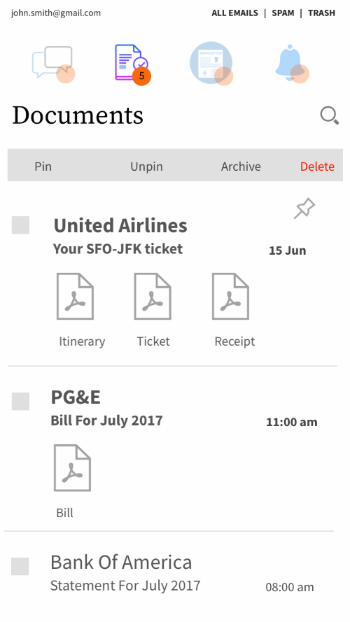 john.smith@gmail.com ALL EMAILS | SPAM | TRASH
5
Documents
Pin Unpin Archive Delete
United Airlines
Your SFO-JFK ticket 15 Jun
Itinerary Ticket Receipt
PG&E
Bill For July 2017 11:00 am
Bill
Bank Of America
Statement For July 2017 08:00 am